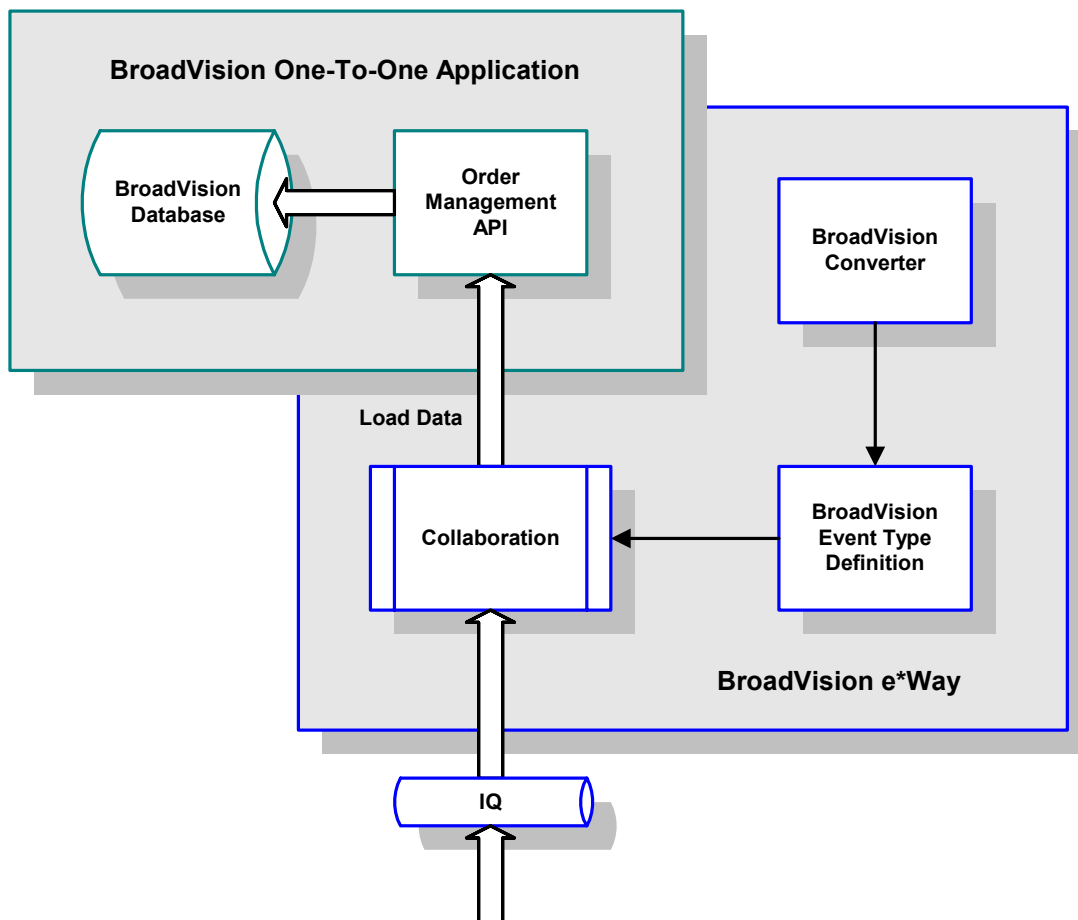 BroadVision One-To-One Application
BroadVision
Database
Order
Management
API
BroadVision
Converter
Load Data
Collaboration
BroadVision
Event Type
Definition
BroadVision e*Way
IQ